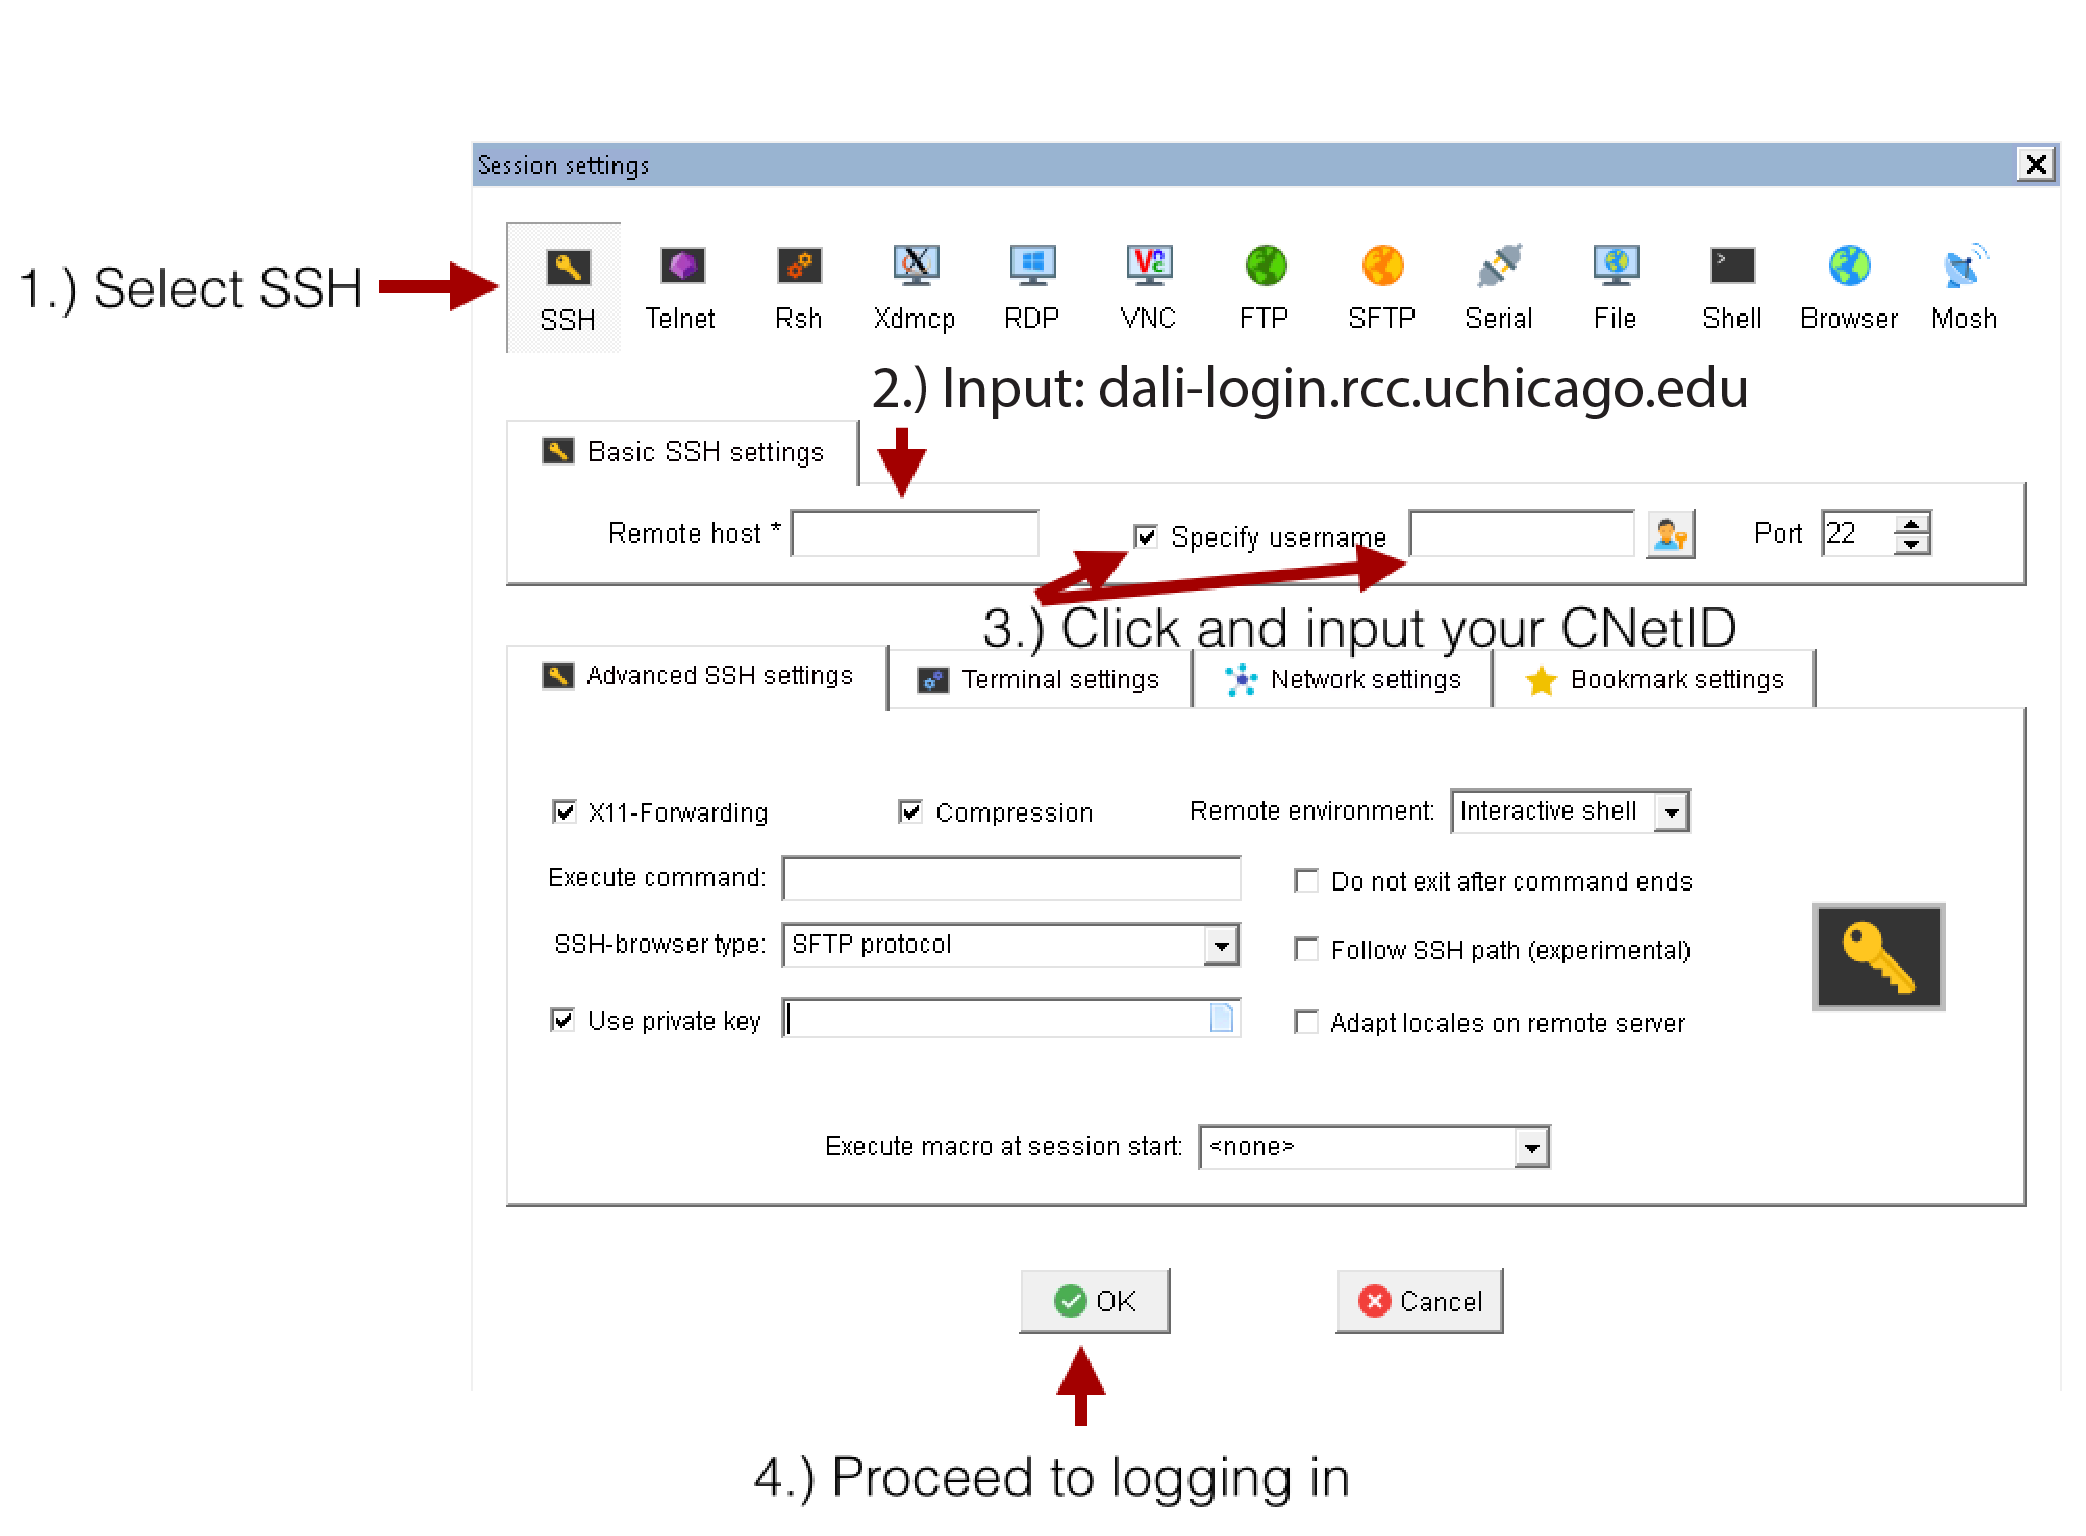 Session settings
1.) Select SSH
SSH
Telnet
Rsh
Xdmcp
RDP
VNC
FTP
SFTP
Serial
File
Shell
Browser
Mosh
2.) Input: dali-login.rcc.uchicago.edu
Basic SSH settings
Remote host *
Specify username
Port 22
3.) Click and input your CNetID
Advanced SSH settings
Terminal settings
Network settings
Bookmark settings
X11-Forwarding
Compression
Remote environment: Interactive shell
Execute command:
Do not exit after command ends
SSH-browser type: SFTP protocol
Follow SSH path (experimental)
Use private key
Adapt locales on remote server
Execute macro at session start: <none>
OK
Cancel
4.) Proceed to logging in